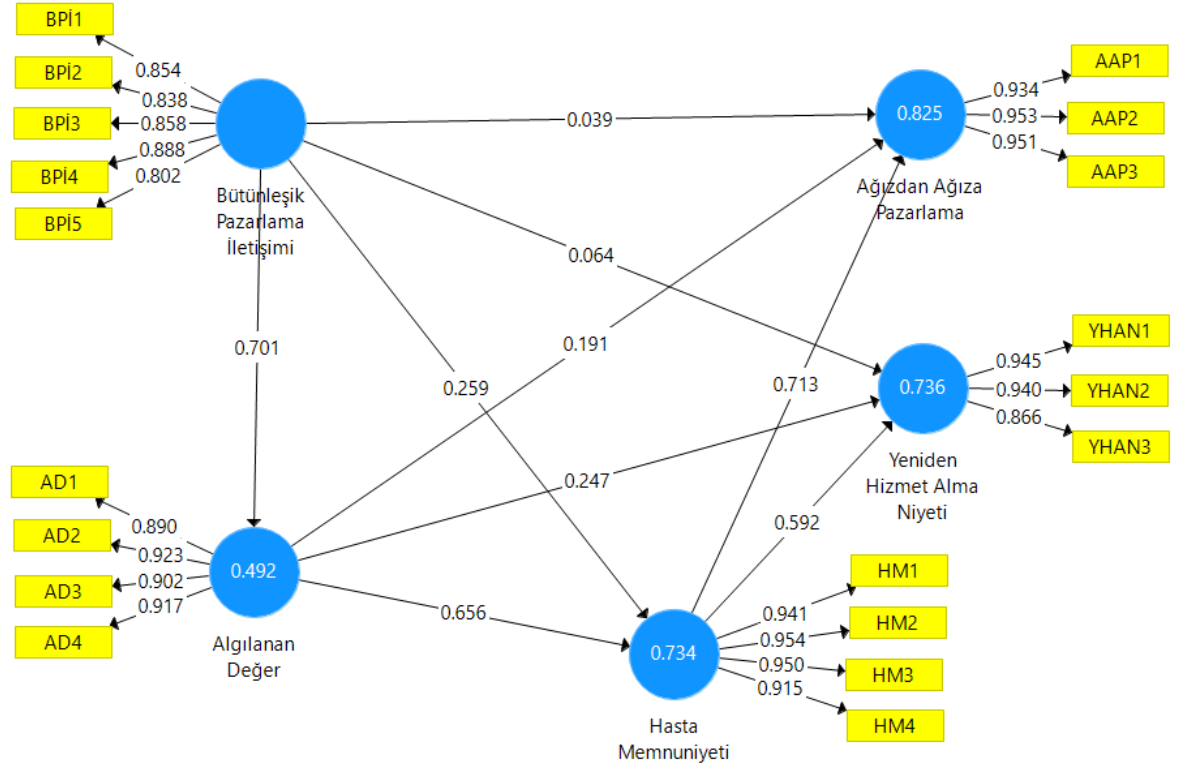 BPİ1
BPİ2
BPİ3
BPİ4
BPİ5
0.854
0.838
0.858
0.888
0.802
Bütünleşik
Pazarlama
İletişimi
0.039
0.064
0.259
0.701
0.825
Ağızdan Ağıza
Pazarlama
0.934
0.953
0.951
AAP1
AAP2
AAP3
0.191
0.713
0.247
0.592
0.656
0.736
Yeniden
Hizmet Alma
Niyeti
0.945
0.940
0.866
YHAN1
YHAN2
YHAN3
AD1
AD2
AD3
AD4
0.890
0.923
0.902
0.917
0.492
Algılanan
Değer
0.734
Hasta
Memnuniyeti
0.941
0.954
0.950
0.915
HM1
HM2
HM3
HM4